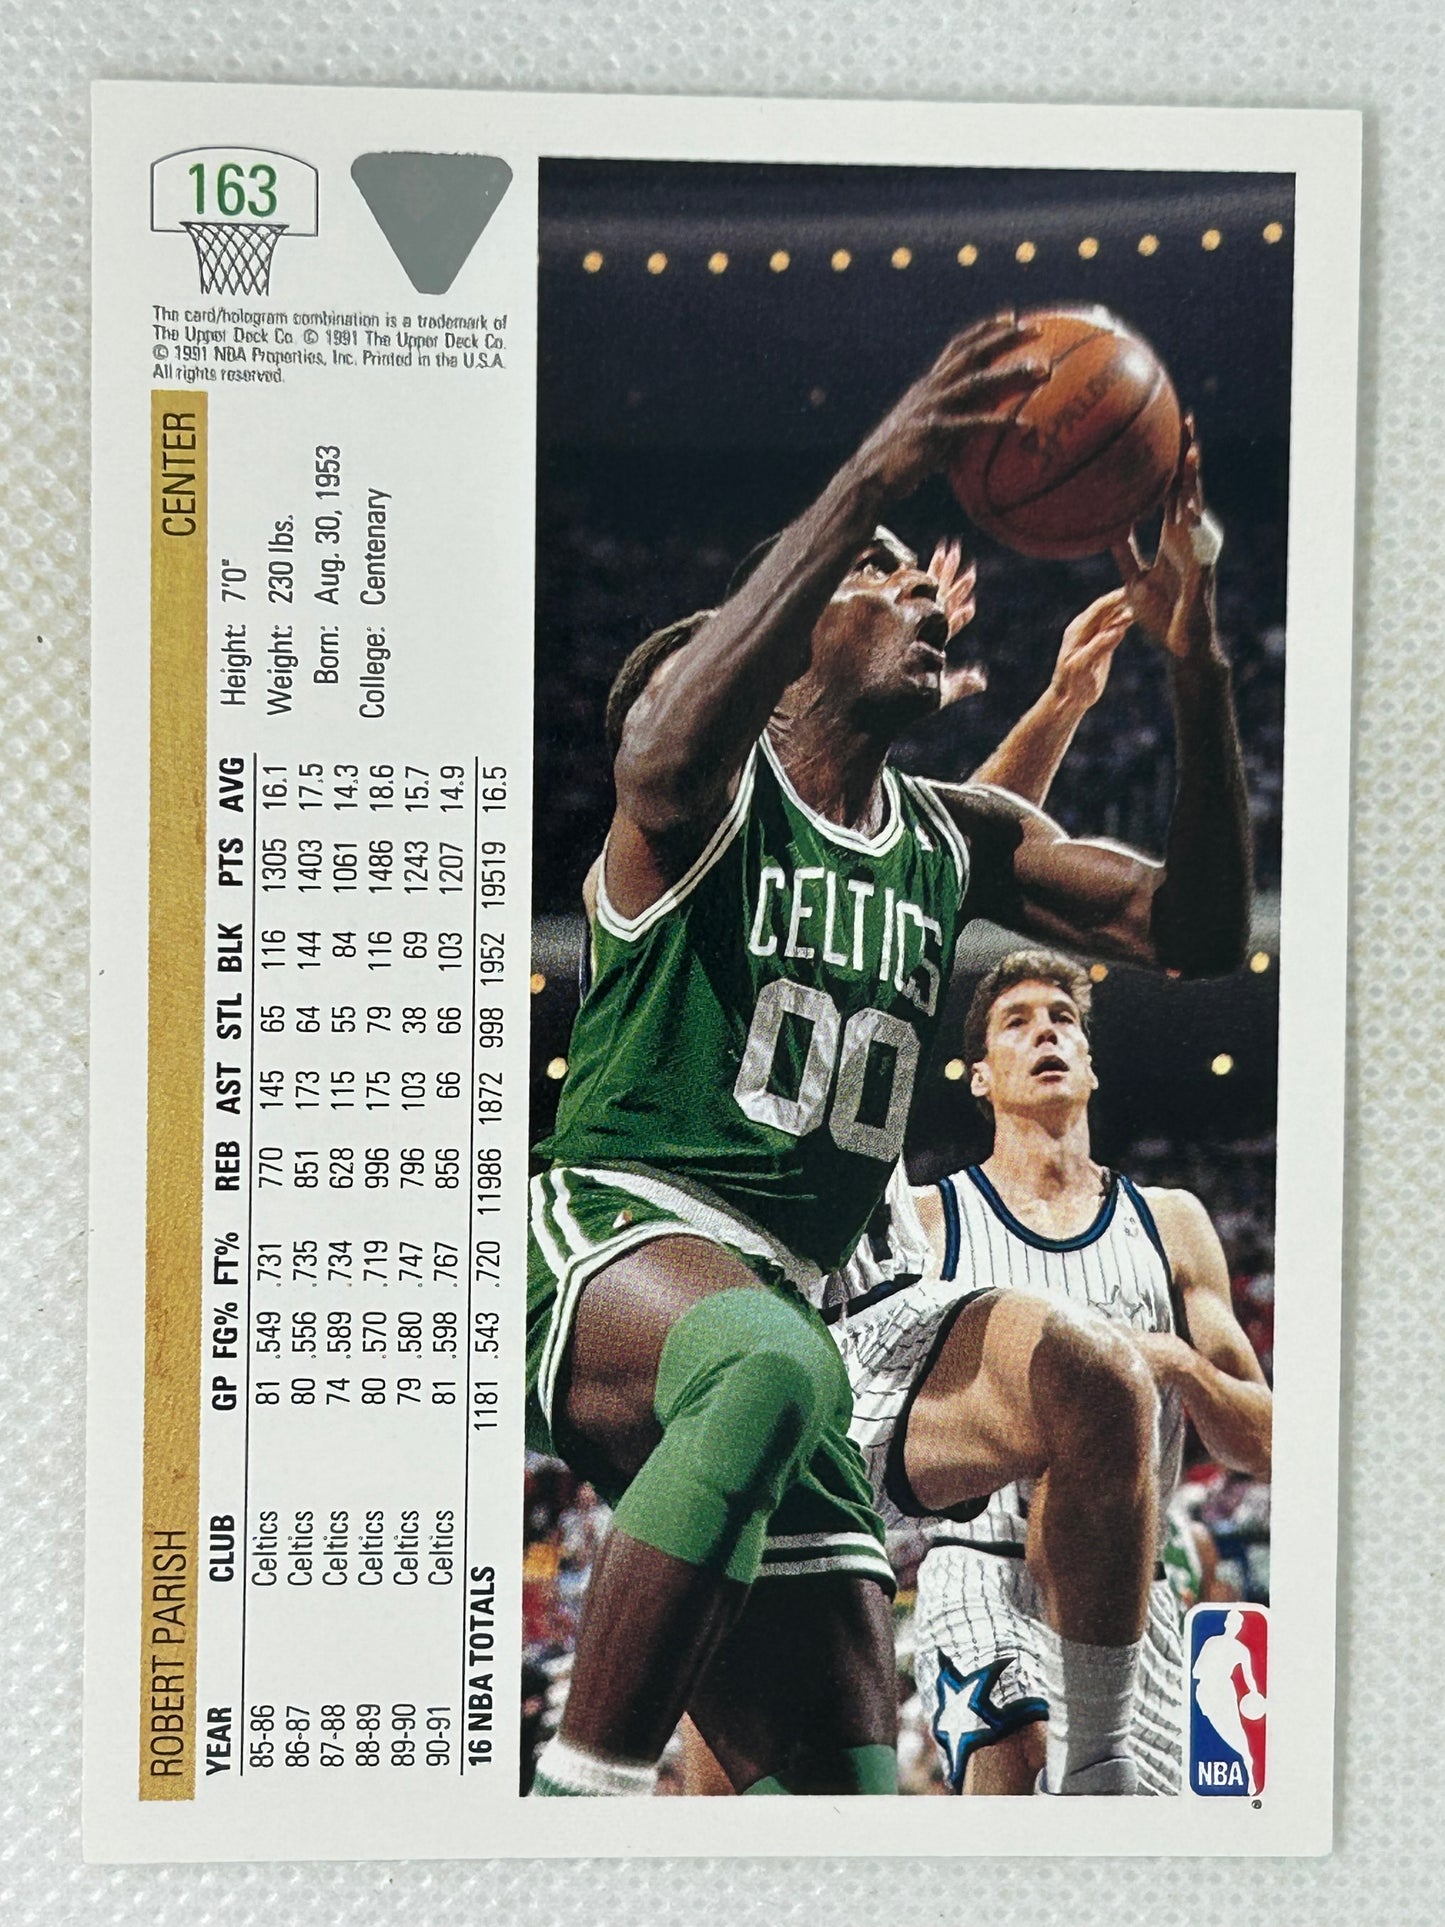 163
The card/hologram combination is a trademark of
The Upper Deck Co. © 1991 The Upper Deck Co.
© 1991 NBA Properties, Inc. Printed in the U.S.A.
All rights reserved.
ROBERT PARISH CENTER
Height: 7'0"
Weight: 230 lbs.
Born: Aug. 30, 1953
College: Centenary
YEAR CLUB GP FG% FT% REB AST STL BLK PTS AVG
85-86 Celtics 81 .549 .731 770 145 65 116 1305 16.1
86-87 Celtics 80 .556 .735 851 173 64 144 1403 17.5
87-88 Celtics 74 .589 .734 628 115 55 84 1061 14.3
88-89 Celtics 80 .570 .719 996 175 79 116 1486 18.6
89-90 Celtics 79 .580 .747 796 103 38 69 1243 15.7
90-91 Celtics 81 .598 .767 856 66 66 103 1207 14.9
16 NBA TOTALS 1181 .543 .720 11986 1872 998 1952 19519 16.5
SPALDING
CELTICS
00
NBA
®